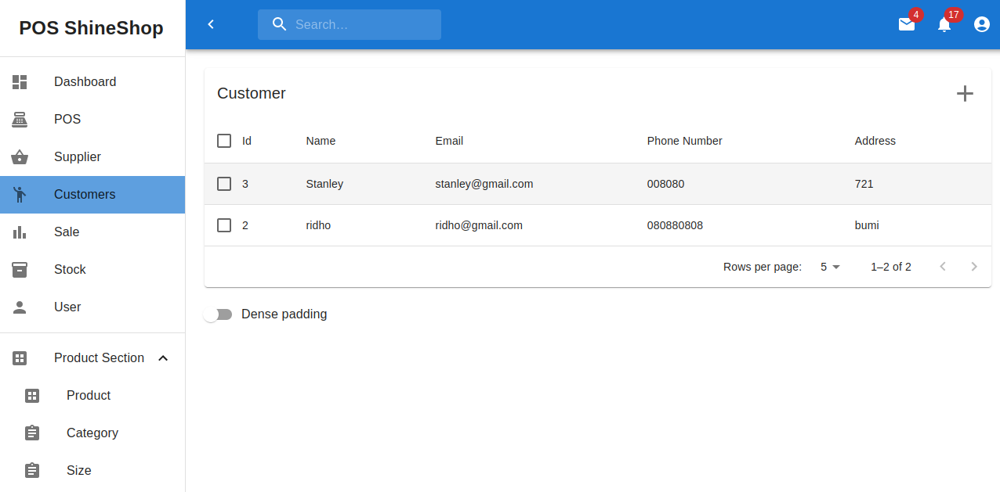 POS ShineShop
Search…
4
17
Dashboard
POS
Supplier
Customers
Sale
Stock
User
Product Section
Product
Category
Size
Customer
Id Name Email Phone Number Address
3 Stanley stanley@gmail.com 008080 721
2 ridho ridho@gmail.com 080880808 bumi
Rows per page: 5 1–2 of 2
Dense padding